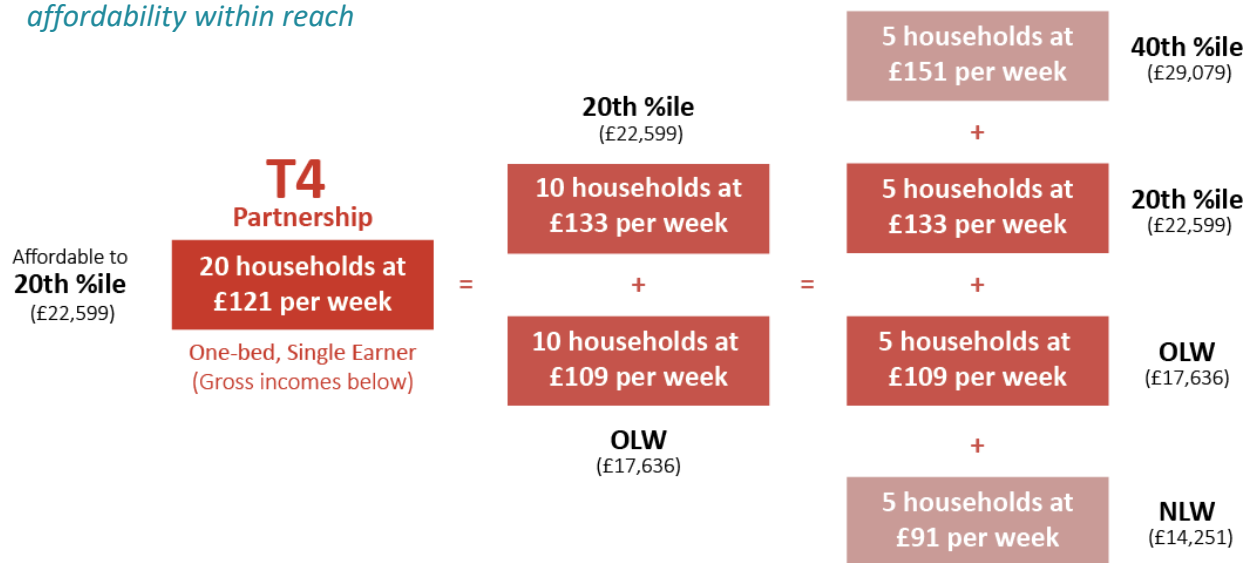 affordability within reach
Affordable to
20th %ile
(£22,599)
T4
Partnership
20 households at
£121 per week
One-bed, Single Earner
(Gross incomes below)
=
20th %ile
(£22,599)
10 households at
£133 per week
+
10 households at
£109 per week
OLW
(£17,636)
=
5 households at
£151 per week
40th %ile
(£29,079)
+
5 households at
£133 per week
20th %ile
(£22,599)
+
5 households at
£109 per week
OLW
(£17,636)
+
5 households at
£91 per week
NLW
(£14,251)